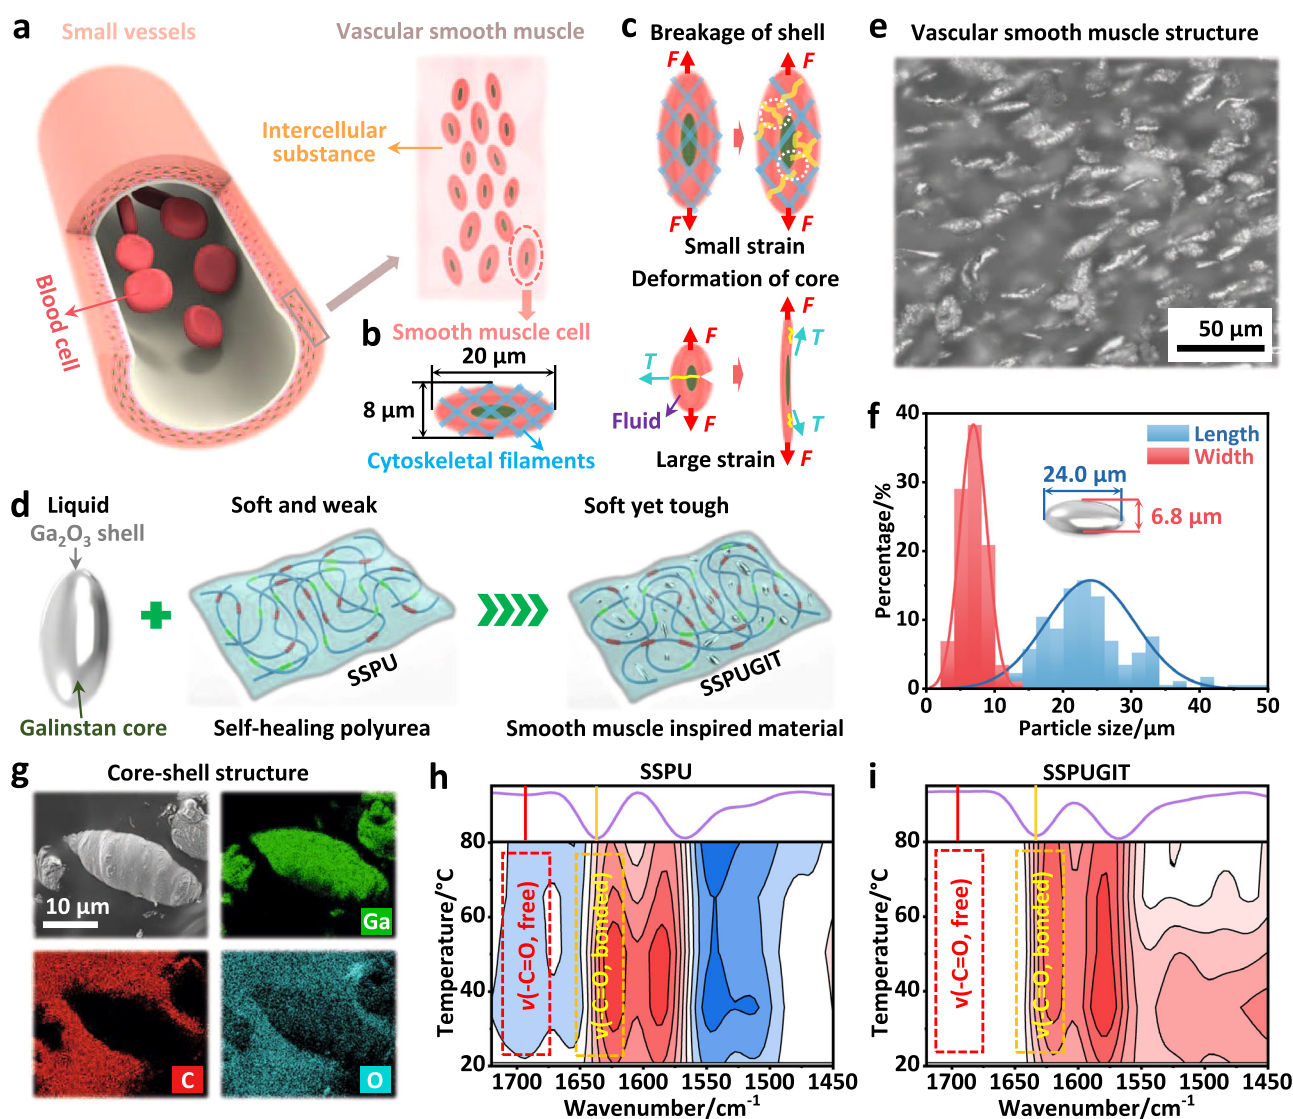 a
Small vessels
Vascular smooth muscle
Intercellular
substance
Blood cell
b
Smooth muscle cell
20 μm
8 μm
Cytoskeletal filaments
c
Breakage of shell
F
F
F
F
Small strain
Deformation of core
F
F
T
T
Fluid
F
T
Large strain
F
d
Liquid
Ga2O3 shell
Galinstan core
Soft and weak
SSPU
Self-healing polyurea
Soft yet tough
SSPUGIT
Smooth muscle inspired material
e
Vascular smooth muscle structure
50 μm
f
Percentage/%
40
30
20
10
0
Length
Width
24.0 μm
6.8 μm
0
10
20
30
40
50
Particle size/μm
g
Core-shell structure
10 μm
Ga
C
O
h
SSPU
Temperature/°C
80
60
40
20
ν(-C=O, free)
ν(-C=O, bonded)
1700 1650 1600 1550 1500 1450
Wavenumber/cm-1
i
SSPUGIT
Temperature/°C
80
60
40
20
ν(-C=O, free)
ν(-C=O, bonded)
1700 1650 1600 1550 1500 1450
Wavenumber/cm-1